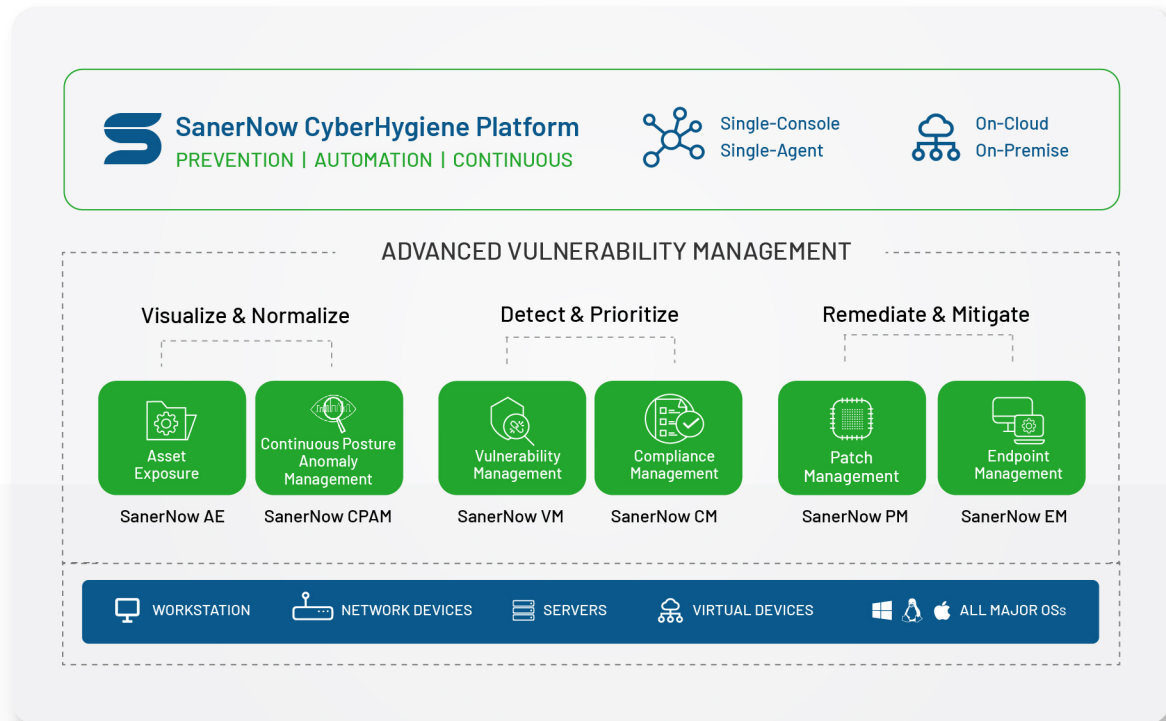 SanerNow CyberHygiene Platform
PREVENTION | AUTOMATION | CONTINUOUS
Single-Console
Single-Agent
On-Cloud
On-Premise
ADVANCED VULNERABILITY MANAGEMENT
Visualize & Normalize
Detect & Prioritize
Remediate & Mitigate
Asset
Exposure
Continuous Posture
Anomaly
Management
Vulnerability
Management
Compliance
Management
Patch
Management
Endpoint
Management
SanerNow AE
SanerNow CPAM
SanerNow VM
SanerNow CM
SanerNow PM
SanerNow EM
WORKSTATION
NETWORK DEVICES
SERVERS
VIRTUAL DEVICES
ALL MAJOR OSs